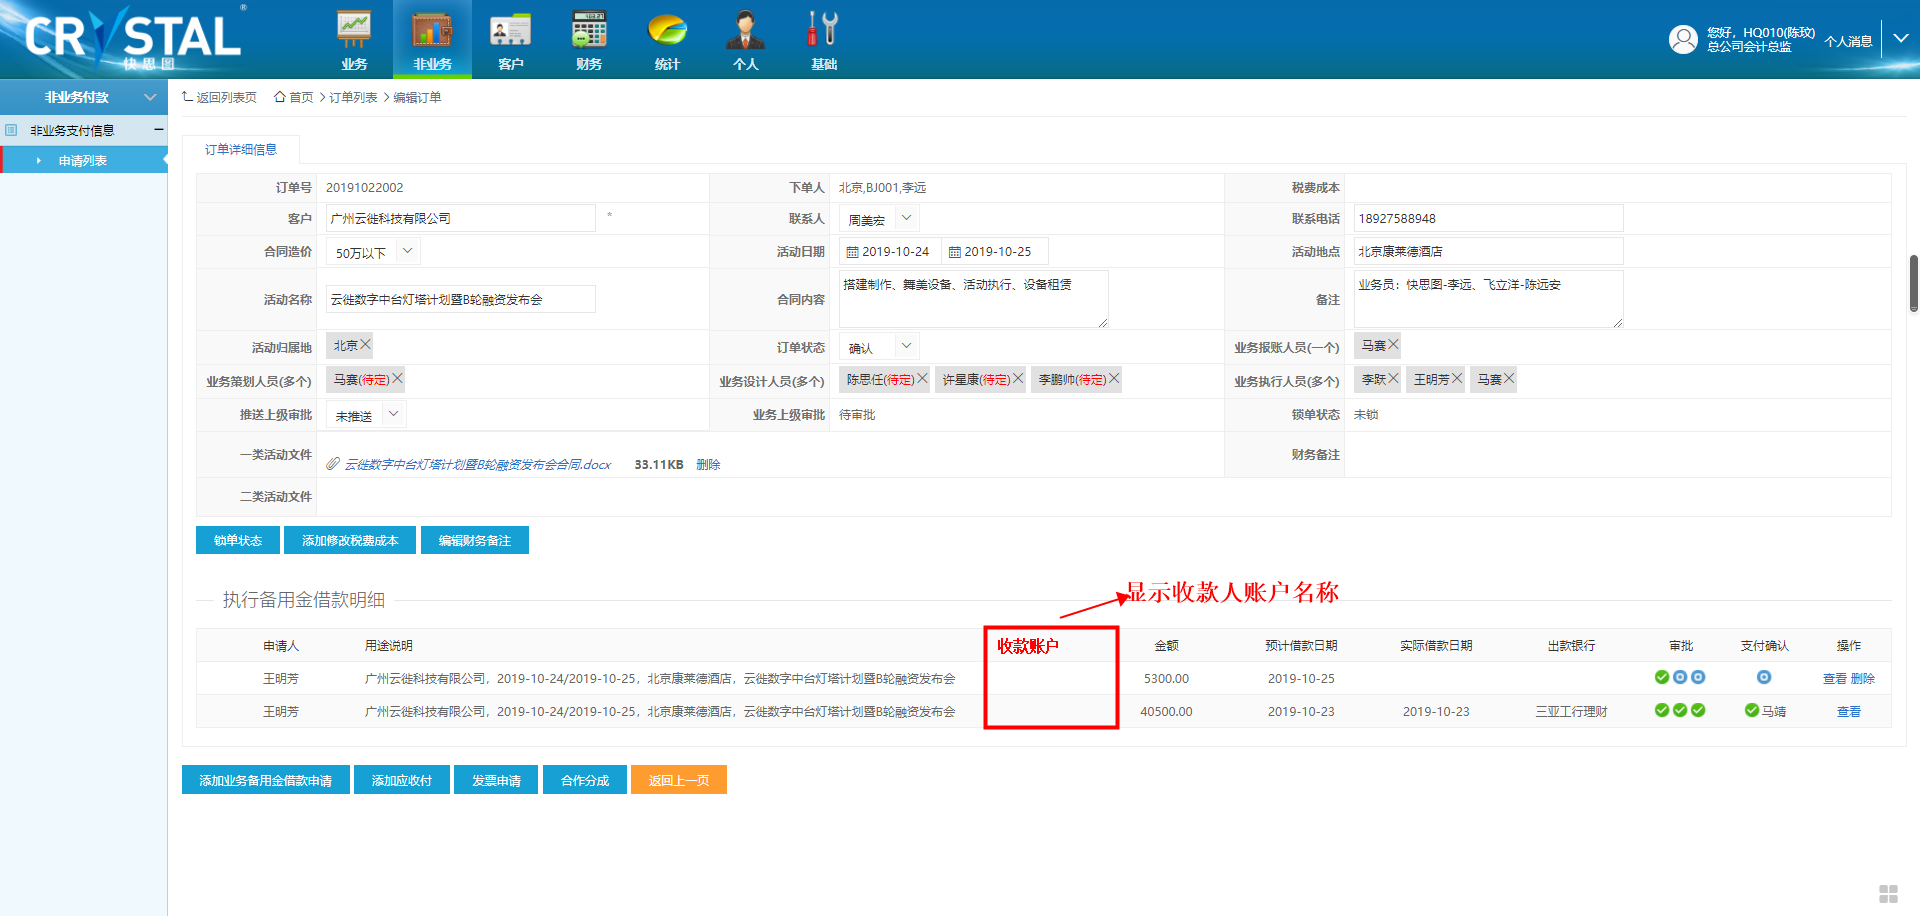 CRYSTAL ®
快思图
业务 非业务 客户 财务 统计 个人 基础
您好，HQ010(陈玟)
总公司会计总监
个人消息
非业务付款
非业务支付信息
申请列表
返回列表页 首页 > 订单列表 > 编辑订单
订单详细信息
订单号 20191022002 下单人 北京,BJ001,李远 税费成本
客户 广州云徙科技有限公司 * 联系人 周美宏 联系电话 18927588948
合同造价 50万以下 活动日期 2019-10-24 2019-10-25 活动地点 北京康莱德酒店
活动名称 云徙数字中台灯塔计划暨B轮融资发布会 合同内容 搭建制作、舞美设备、活动执行、设备租赁 备注 业务员：快思图-李远、飞立洋-陈远安
活动归属地 北京 订单状态 确认 业务报账人员(一个) 马赛
业务策划人员(多个) 马赛(待定) 业务设计人员(多个) 陈思任(待定) 许星康(待定) 李鹏帅(待定) 业务执行人员(多个) 李跃 王明芳 马赛
推送上级审批 未推送 业务上级审批 待审批 锁单状态 未锁
一类活动文件 云徙数字中台灯塔计划暨B轮融资发布会合同.docx 33.11KB 删除 财务备注
二类活动文件
锁单状态 添加修改税费成本 编辑财务备注
执行备用金借款明细
显示收款人账户名称
申请人 用途说明 收款账户 金额 预计借款日期 实际借款日期 出款银行 审批 支付确认 操作
王明芳 广州云徙科技有限公司，2019-10-24/2019-10-25，北京康莱德酒店，云徙数字中台灯塔计划暨B轮融资发布会 5300.00 2019-10-25 查看 删除
王明芳 广州云徙科技有限公司，2019-10-24/2019-10-25，北京康莱德酒店，云徙数字中台灯塔计划暨B轮融资发布会 40500.00 2019-10-23 2019-10-23 三亚工行理财 马靖 查看
添加业务备用金借款申请 添加应收付 发票申请 合作分成 返回上一页